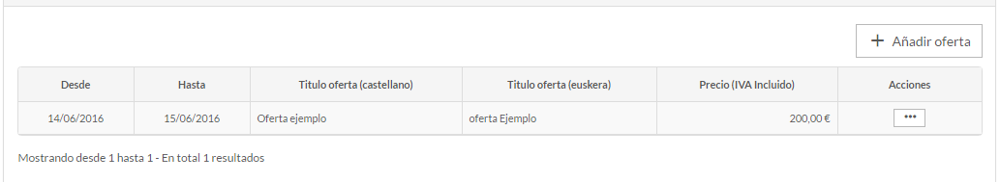 + Añadir oferta
Desde Hasta Titulo oferta (castellano) Titulo oferta (euskera) Precio (IVA Incluido) Acciones
14/06/2016 15/06/2016 Oferta ejemplo oferta Ejemplo 200,00 € •••
Mostrando desde 1 hasta 1 - En total 1 resultados